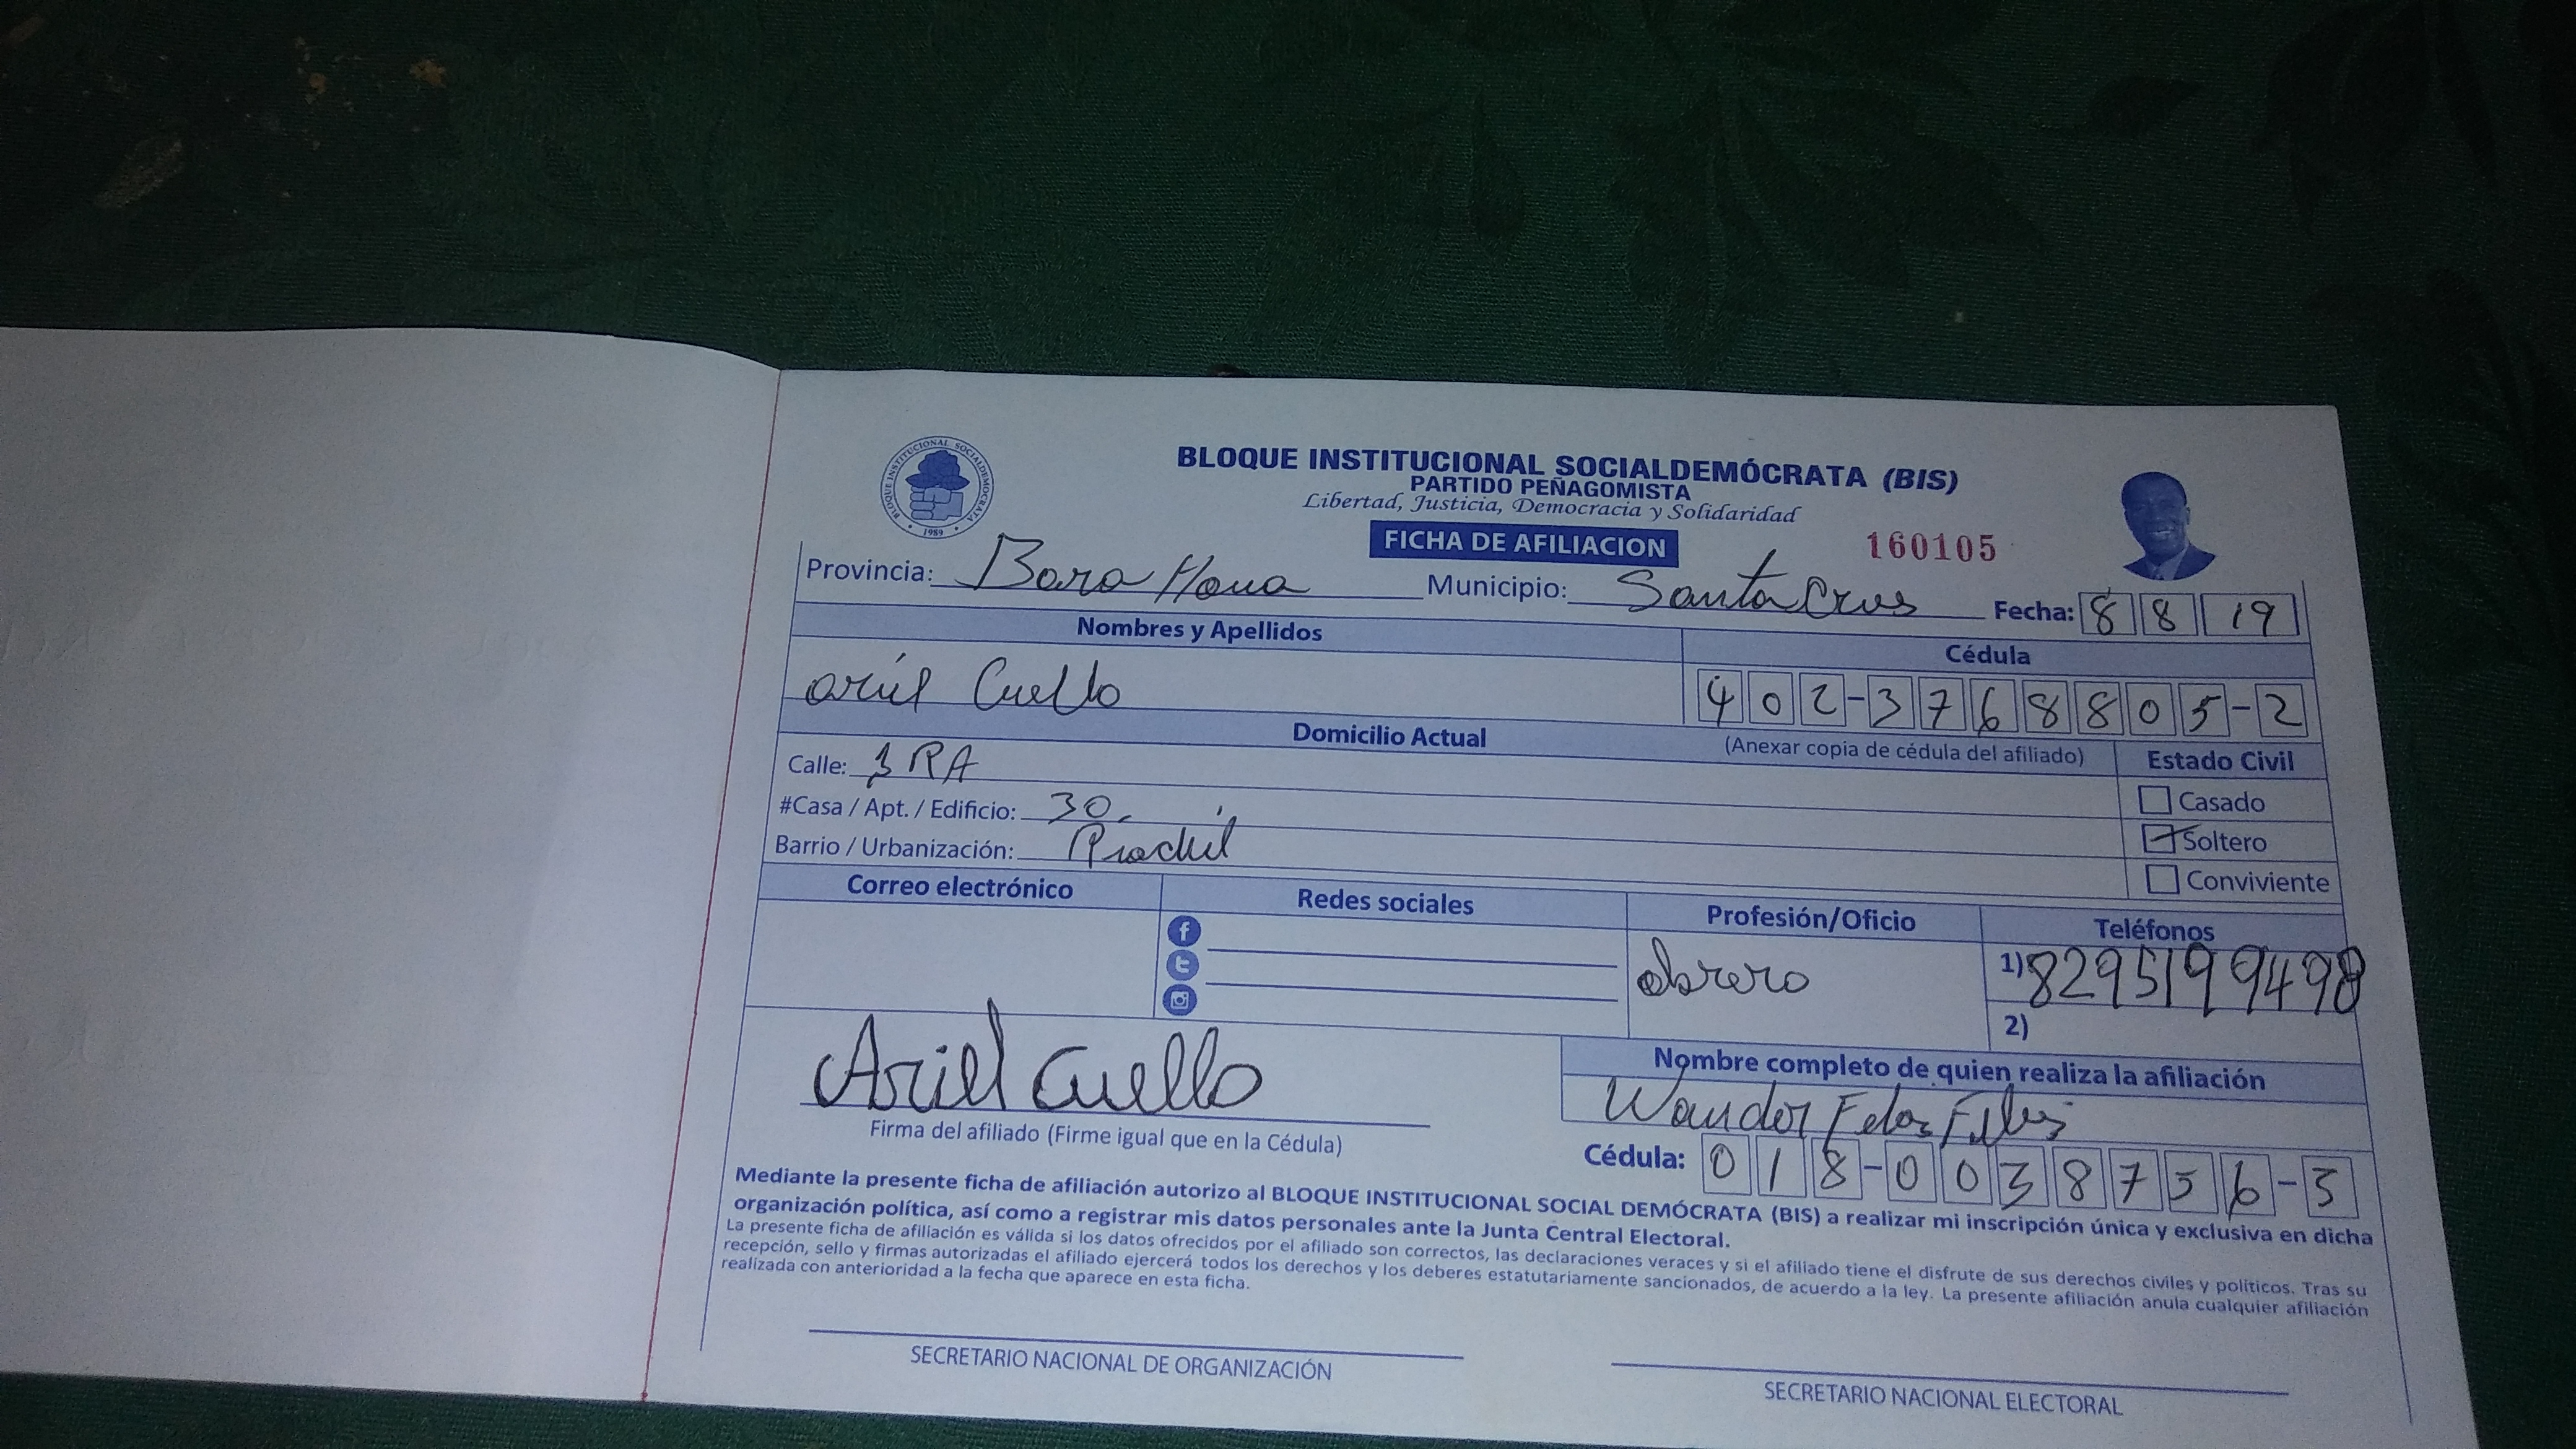 BLOQUE INSTITUCIONAL SOCIALDEMOCRATA
1989
BLOQUE INSTITUCIONAL SOCIALDEMÓCRATA (BIS)
PARTIDO PEÑAGOMISTA
Libertad, Justicia, Democracia y Solidaridad
FICHA DE AFILIACION 160105
Provincia: Bara Hona Municipio: Santa Crus Fecha: 8 8 19
Nombres y Apellidos
Cédula
ariel Cuello
402-3768805-2
Domicilio Actual (Anexar copia de cédula del afiliado) Estado Civil
Calle: 1RA
Casado
#Casa / Apt. / Edificio: 30
Soltero
Barrio / Urbanización:
Conviviente
Correo electrónico Redes sociales Profesión/Oficio Teléfonos
obrero
1) 8295199498
2)
Ariel Cuello
Firma del afiliado (Firme igual que en la Cédula)
Nombre completo de quien realiza la afiliación
Wander
Cédula: 018-0038756-3
Mediante la presente ficha de afiliación autorizo al BLOQUE INSTITUCIONAL SOCIAL DEMÓCRATA (BIS) a realizar mi inscripción única y exclusiva en dicha
organización política, así como a registrar mis datos personales ante la Junta Central Electoral.
La presente ficha de afiliación es válida si los datos ofrecidos por el afiliado son correctos, las declaraciones veraces y si el afiliado tiene el disfrute de sus derechos civiles y políticos. Tras su
recepción, sello y firmas autorizadas el afiliado ejercerá todos los derechos y los deberes estatutariamente sancionados, de acuerdo a la ley. La presente afiliación anula cualquier afiliación
realizada con anterioridad a la fecha que aparece en esta ficha.
SECRETARIO NACIONAL DE ORGANIZACIÓN
SECRETARIO NACIONAL ELECTORAL